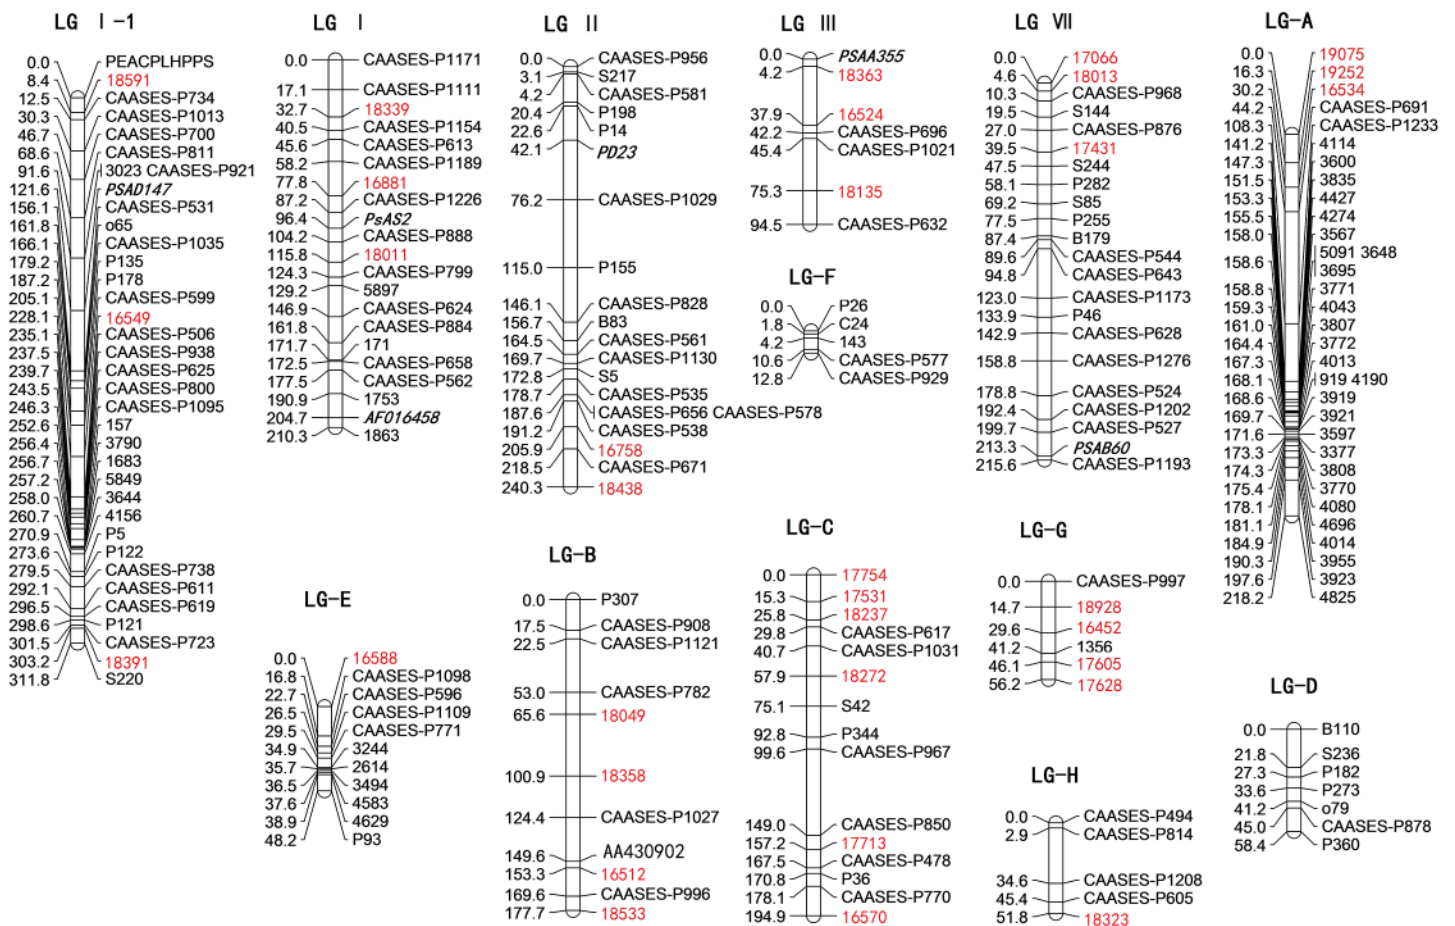 LG I-1
0.0 PEACPLHPPS
8.4 18591
12.5 CAASES-P734
30.3 CAASES-P1013
46.7 CAASES-P700
68.6 CAASES-P811
91.6 3023 CAASES-P921
121.6 PSAD147
156.1 CAASES-P531
161.8 o65
166.1 CAASES-P1035
179.2 P135
187.2 P178
205.1 CAASES-P599
228.1 16549
235.1 CAASES-P506
237.5 CAASES-P938
239.7 CAASES-P625
243.5 CAASES-P800
246.3 CAASES-P1095
252.6 157
256.4 3790
256.7 1683
257.2 5849
258.0 3644
260.7 4156
270.9 P5
273.6 P122
279.5 CAASES-P738
292.1 CAASES-P611
296.5 CAASES-P619
298.6 P121
301.5 CAASES-P723
303.2 18391
311.8 S220
LG I
0.0 CAASES-P1171
17.1 CAASES-P1111
32.7 18339
40.5 CAASES-P1154
45.6 CAASES-P613
58.2 CAASES-P1189
77.8 16881
87.2 CAASES-P1226
96.4 PsAS2
104.2 CAASES-P888
115.8 18011
124.3 CAASES-P799
129.2 5897
146.9 CAASES-P624
161.8 CAASES-P884
171.7 171
172.5 CAASES-P658
177.5 CAASES-P562
190.9 1753
204.7 AF016458
210.3 1863
LG II
0.0 CAASES-P956
3.1 S217
4.2 CAASES-P581
20.4 P198
22.6 P14
42.1 PD23
76.2 CAASES-P1029
115.0 P155
146.1 CAASES-P828
156.7 B83
164.5 CAASES-P561
169.7 CAASES-P1130
172.8 S5
178.7 CAASES-P535
187.6 CAASES-P656 CAASES-P578
191.2 CAASES-P538
205.9 16758
218.5 CAASES-P671
240.3 18438
LG III
0.0 PSAA355
4.2 18363
37.9 16524
42.2 CAASES-P696
45.4 CAASES-P1021
75.3 18135
94.5 CAASES-P632
LG-F
0.0 P26
1.8 C24
4.2 143
10.6 CAASES-P577
12.8 CAASES-P929
LG VII
0.0 17066
4.6 18013
10.3 CAASES-P968
19.5 S144
27.0 CAASES-P876
39.5 17431
47.5 S244
58.1 P282
69.2 S85
77.5 P255
87.4 B179
89.6 CAASES-P544
94.8 CAASES-P643
123.0 CAASES-P1173
133.9 P46
142.9 CAASES-P628
158.8 CAASES-P1276
178.8 CAASES-P524
192.4 CAASES-P1202
199.7 CAASES-P527
213.3 PSAB60
215.6 CAASES-P1193
LG-A
0.0 19075
16.3 19252
30.2 16534
44.2 CAASES-P691
108.3 CAASES-P1233
141.2 4114
147.3 3600
151.5 3835
153.3 4427
155.5 4274
158.0 3567
5091 3648
158.6 3695
158.8 3771
159.3 4043
161.0 3807
164.4 3772
167.3 4013
168.1 919 4190
168.6 3919
169.7 3921
171.6 3597
173.3 3377
174.3 3808
175.4 3770
178.1 4080
181.1 4696
184.9 4014
190.3 3955
197.6 3923
218.2 4825
LG-E
0.0 16588
16.8 CAASES-P1098
22.7 CAASES-P596
26.5 CAASES-P1109
29.5 CAASES-P771
34.9 3244
35.7 2614
36.5 3494
37.6 4583
38.9 4629
48.2 P93
LG-B
0.0 P307
17.5 CAASES-P908
22.5 CAASES-P1121
53.0 CAASES-P782
65.6 18049
100.9 18358
124.4 CAASES-P1027
149.6 AA430902
153.3 16512
169.6 CAASES-P996
177.7 18533
LG-C
0.0 17754
15.3 17531
25.8 18237
29.8 CAASES-P617
40.7 CAASES-P1031
57.9 18272
75.1 S42
92.8 P344
99.6 CAASES-P967
149.0 CAASES-P850
157.2 17713
167.5 CAASES-P478
170.8 P36
178.1 CAASES-P770
194.9 16570
LG-G
0.0 CAASES-P997
14.7 18928
29.6 16452
41.2 1356
46.1 17605
56.2 17628
LG-H
0.0 CAASES-P494
2.9 CAASES-P814
34.6 CAASES-P1208
45.4 CAASES-P605
51.8 18323
LG-D
0.0 B110
21.8 S236
27.3 P182
33.6 P273
41.2 o79
45.0 CAASES-P878
58.4 P360